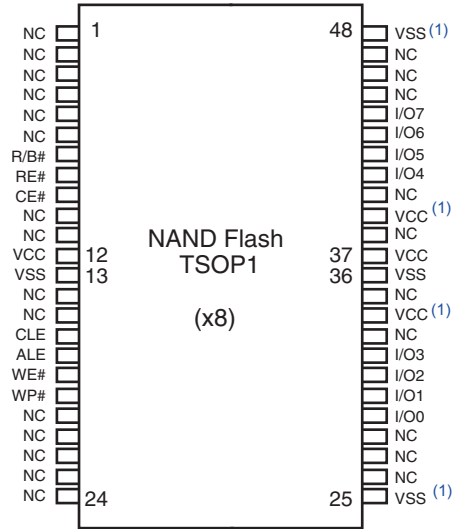 NC 1 48 VSS (1)
NC NC
NC NC
NC NC
NC I/O7
NC I/O6
R/B# I/O5
RE# I/O4
CE# NC
NC VCC (1)
NC NC
NAND Flash
TSOP1
(x8)
VCC 12 37 VCC
VSS 13 36 VSS
NC NC
NC VCC (1)
CLE NC
ALE I/O3
WE# I/O2
WP# I/O1
NC I/O0
NC NC
NC NC
NC NC
NC 24 25 VSS (1)